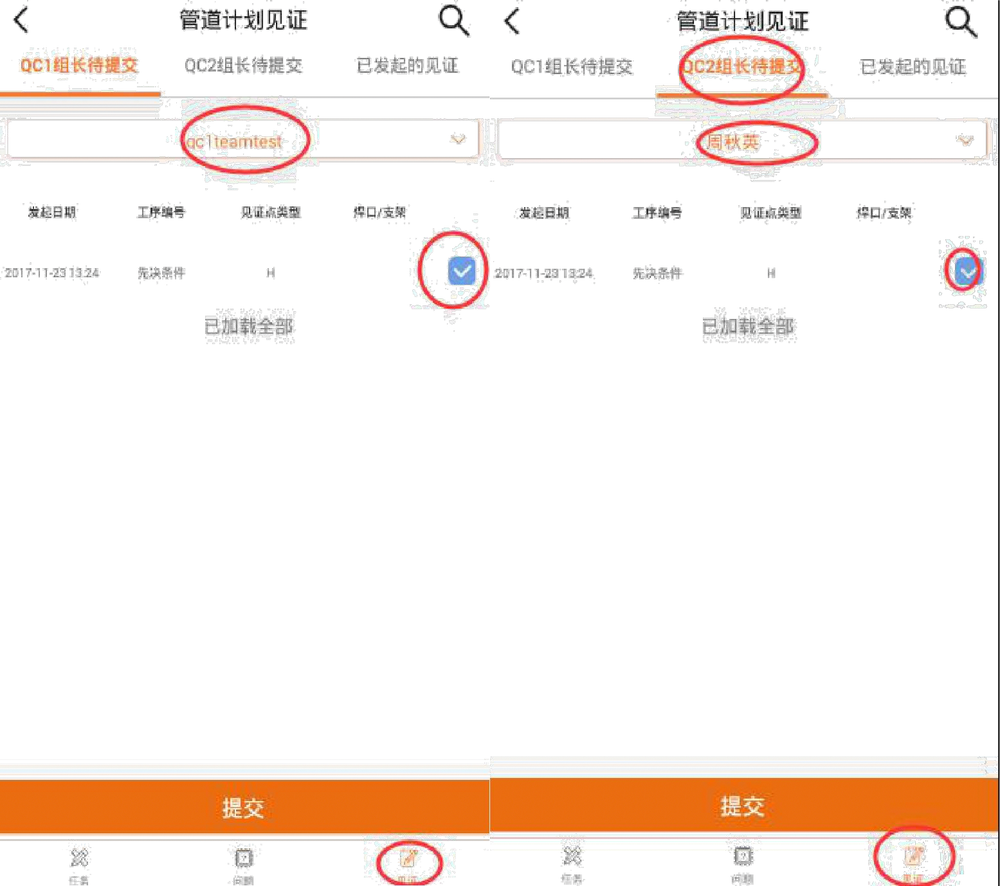 管道计划见证
QC1组长待提交 QC2组长待提交 已发起的见证
qc1teamtest
发起日期 工序编号 见证点类型 焊口/支架
2017-11-23 13:24 先决条件 H
已加载全部
提交
任务 问题 见证
管道计划见证
QC1组长待提交 QC2组长待提交 已发起的见证
周秋英
发起日期 工序编号 见证点类型 焊口/支架
2017-11-23 13:24 先决条件 H
已加载全部
提交
任务 问题 见证